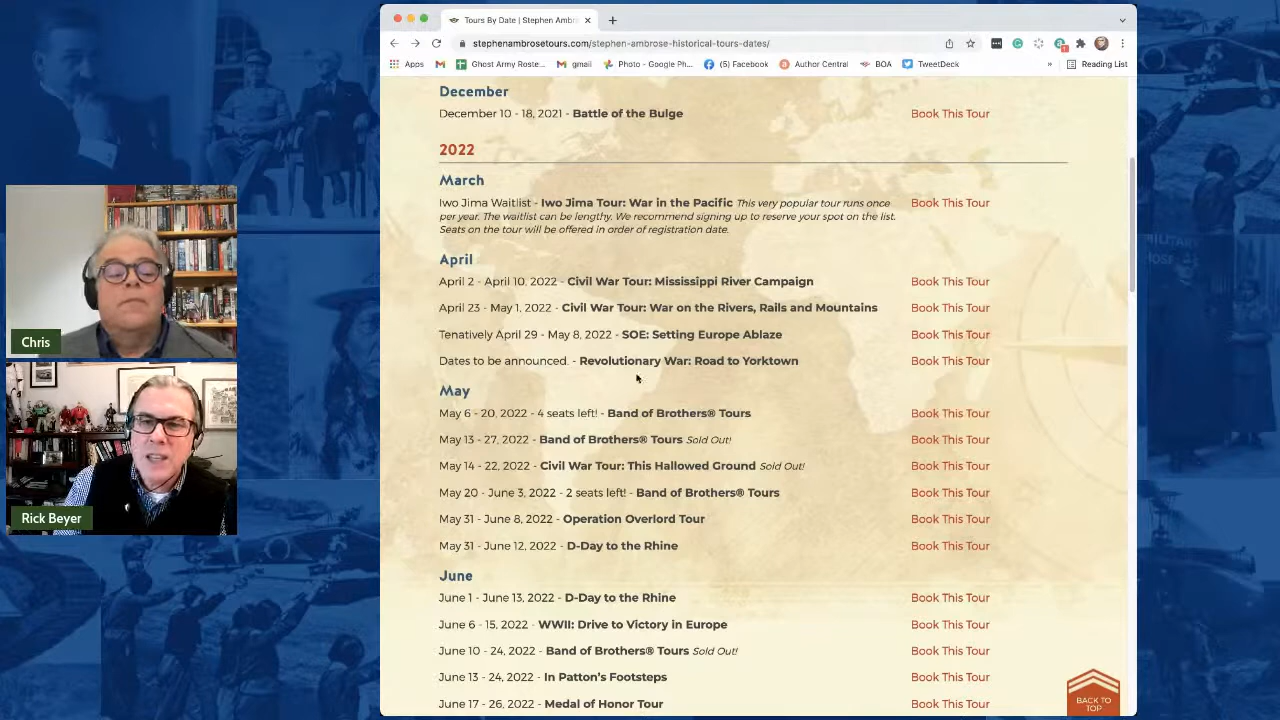 Tours By Date | Stephen Ambr
stephenambrosetours.com/stephen-ambrose-historical-tours-dates/
Apps
Ghost Army Roste...
gmail
Photo - Google Ph...
(5) Facebook
Author Central
BOA
TweetDeck
»
Reading List
December
December 10 - 18, 2021 - Battle of the Bulge Book This Tour
2022
March
Iwo Jima Waitlist - Iwo Jima Tour: War in the Pacific This very popular tour runs once Book This Tour
per year. The waitlist can be lengthy. We recommend signing up to reserve your spot on the list.
Seats on the tour will be offered in order of registration date.
April
April 2 - April 10, 2022 - Civil War Tour: Mississippi River Campaign Book This Tour
April 23 - May 1, 2022 - Civil War Tour: War on the Rivers, Rails and Mountains Book This Tour
Tenatively April 29 - May 8, 2022 - SOE: Setting Europe Ablaze Book This Tour
Dates to be announced. - Revolutionary War: Road to Yorktown Book This Tour
May
May 6 - 20, 2022 - 4 seats left! - Band of Brothers® Tours Book This Tour
May 13 - 27, 2022 - Band of Brothers® Tours Sold Out! Book This Tour
May 14 - 22, 2022 - Civil War Tour: This Hallowed Ground Sold Out! Book This Tour
May 20 - June 3, 2022 - 2 seats left! - Band of Brothers® Tours Book This Tour
May 31 - June 8, 2022 - Operation Overlord Tour Book This Tour
May 31 - June 12, 2022 - D-Day to the Rhine Book This Tour
June
June 1 - June 13, 2022 - D-Day to the Rhine Book This Tour
June 6 - 15, 2022 - WWII: Drive to Victory in Europe Book This Tour
June 10 - 24, 2022 - Band of Brothers® Tours Sold Out! Book This Tour
June 13 - 24, 2022 - In Patton's Footsteps Book This Tour
June 17 - 26, 2022 - Medal of Honor Tour Book This Tour
BACK TO
TOP
Chris
Rick Beyer